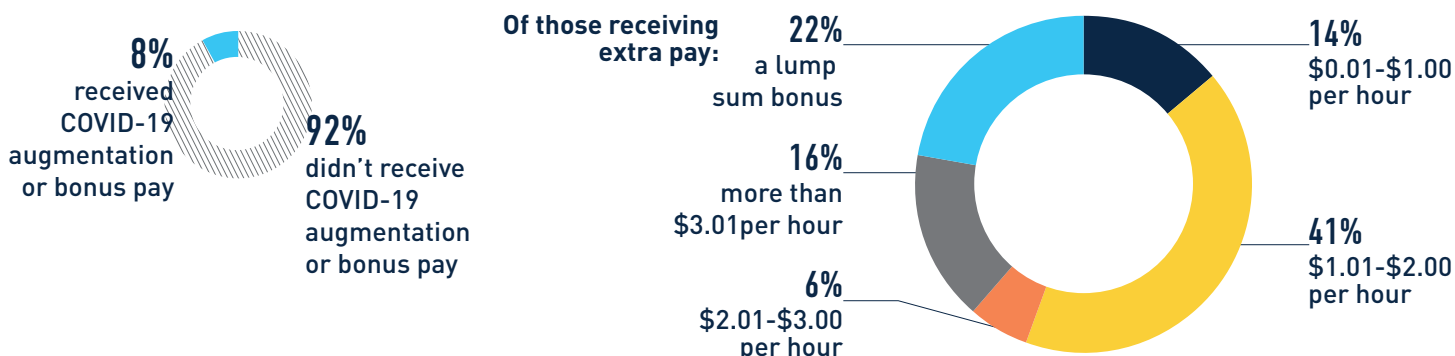 8%
received
COVID-19
augmentation
or bonus pay
92%
didn't receive
COVID-19
augmentation
or bonus pay
Of those receiving
extra pay:
22%
a lump
sum bonus
16%
more than
$3.01per hour
6%
$2.01-$3.00
per hour
14%
$0.01-$1.00
per hour
41%
$1.01-$2.00
per hour